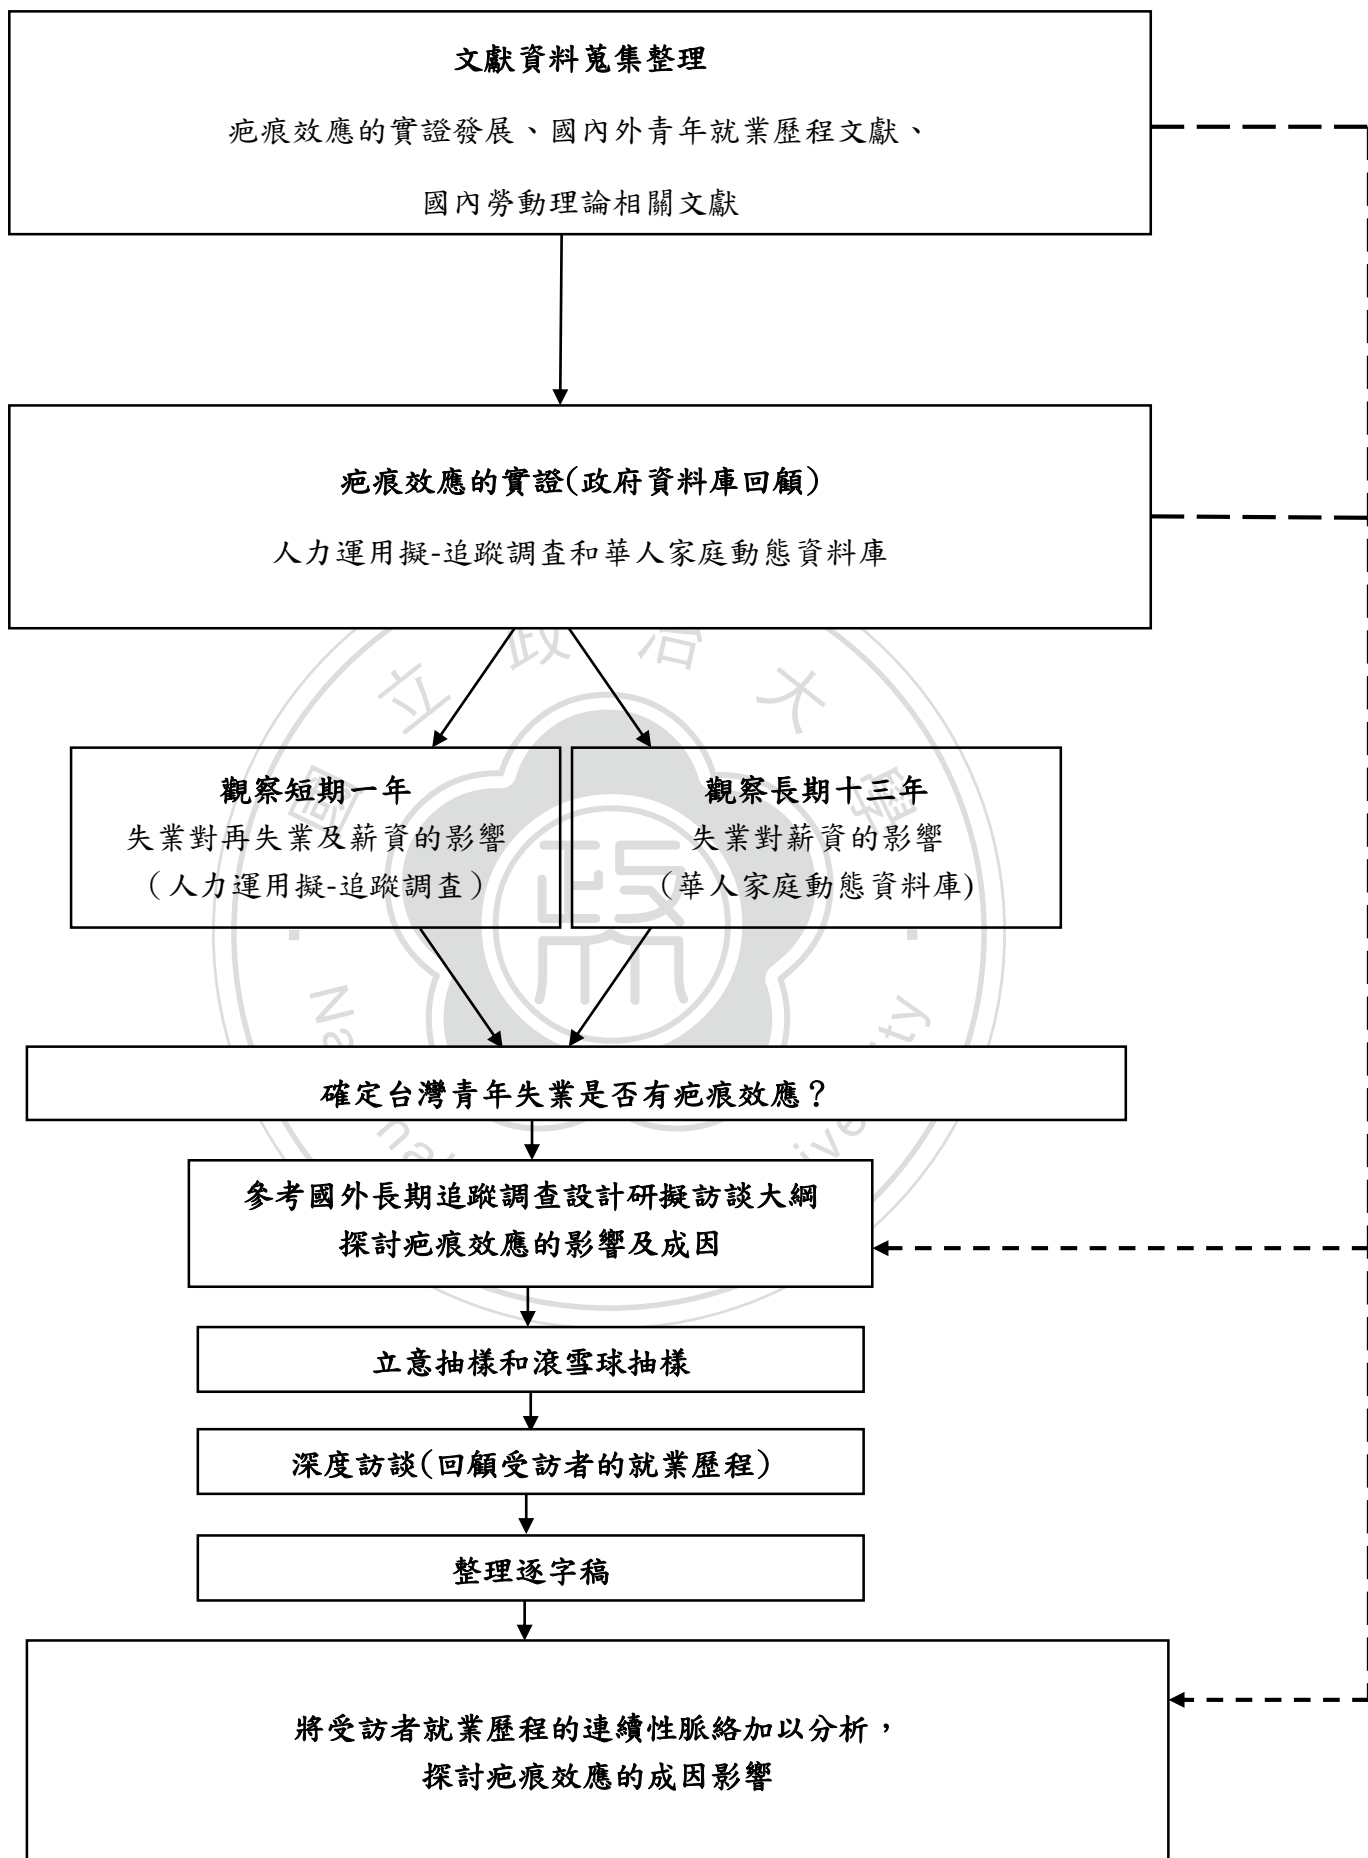 文獻資料蒐集整理
疤痕效應的實證發展、國內外青年就業歷程文獻、
國內勞動理論相關文獻
疤痕效應的實證(政府資料庫回顧)
人力運用擬-追蹤調查和華人家庭動態資料庫
國立政治大學
觀察短期一年
失業對再失業及薪資的影響
（人力運用擬-追蹤調查）
觀察長期十三年
失業對薪資的影響
(華人家庭動態資料庫)
確定台灣青年失業是否有疤痕效應？
參考國外長期追蹤調查設計研擬訪談大綱
探討疤痕效應的影響及成因
立意抽樣和滾雪球抽樣
深度訪談(回顧受訪者的就業歷程)
整理逐字稿
將受訪者就業歷程的連續性脈絡加以分析，
探討疤痕效應的成因影響